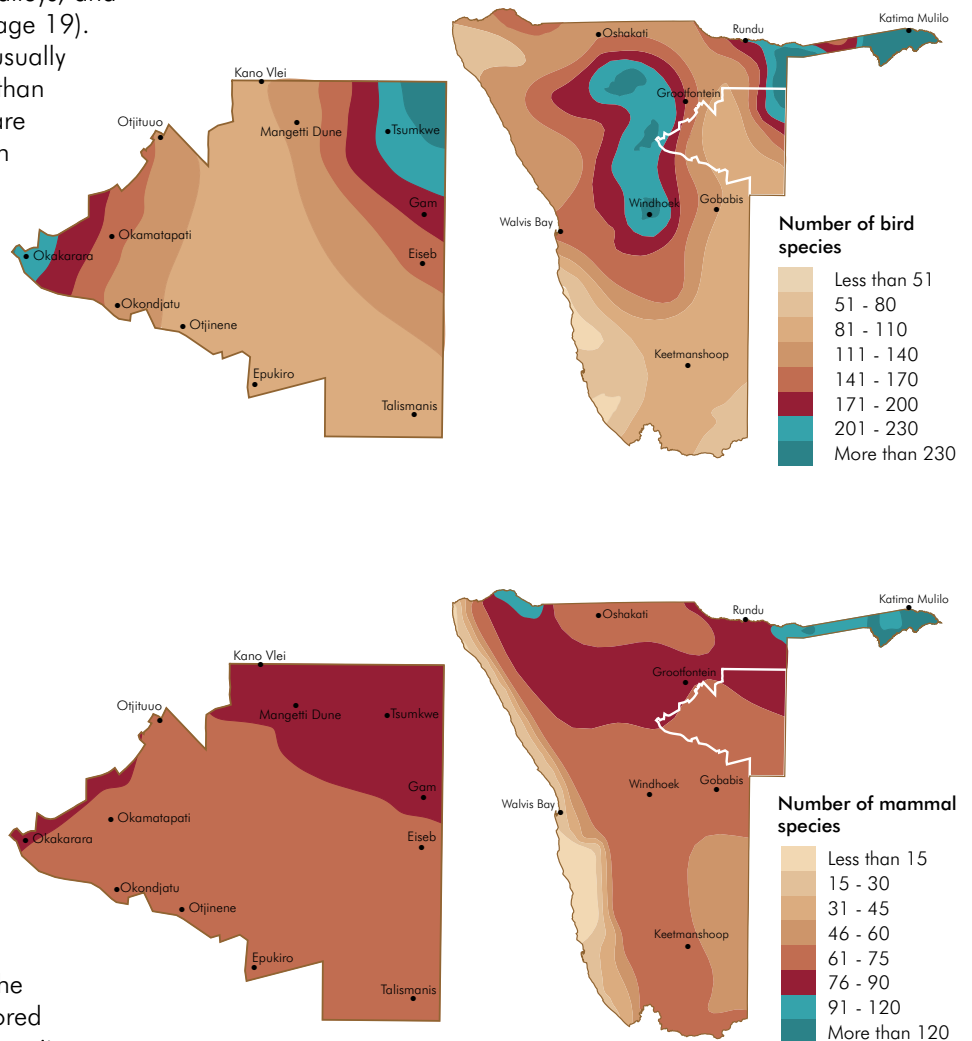 alleys, and
age 19).
usually
than
are
n
Kano Vlei
Otjituuo
Mangetti Dune
Tsumkwe
Gam
Okamatapati
Eiseb
Okakarara
Okondjatu
Otjinene
Epukiro
Talismanis
Katima Mulilo
Rundu
Oshakati
Grootfontein
Gobabis
Windhoek
Walvis Bay
Keetmanshoop
Number of bird
species
Less than 51
51 - 80
81 - 110
111 - 140
141 - 170
171 - 200
201 - 230
More than 230
Kano Vlei
Otjituuo
Mangetti Dune
Tsumkwe
Gam
Okamatapati
Okakarara
Eiseb
Okondjatu
Otjinene
Epukiro
Talismanis
Katima Mulilo
Rundu
Oshakati
Grootfontein
Gobabis
Windhoek
Walvis Bay
Keetmanshoop
Number of mammal
species
Less than 15
15 - 30
31 - 45
46 - 60
61 - 75
76 - 90
91 - 120
More than 120
ne
ored